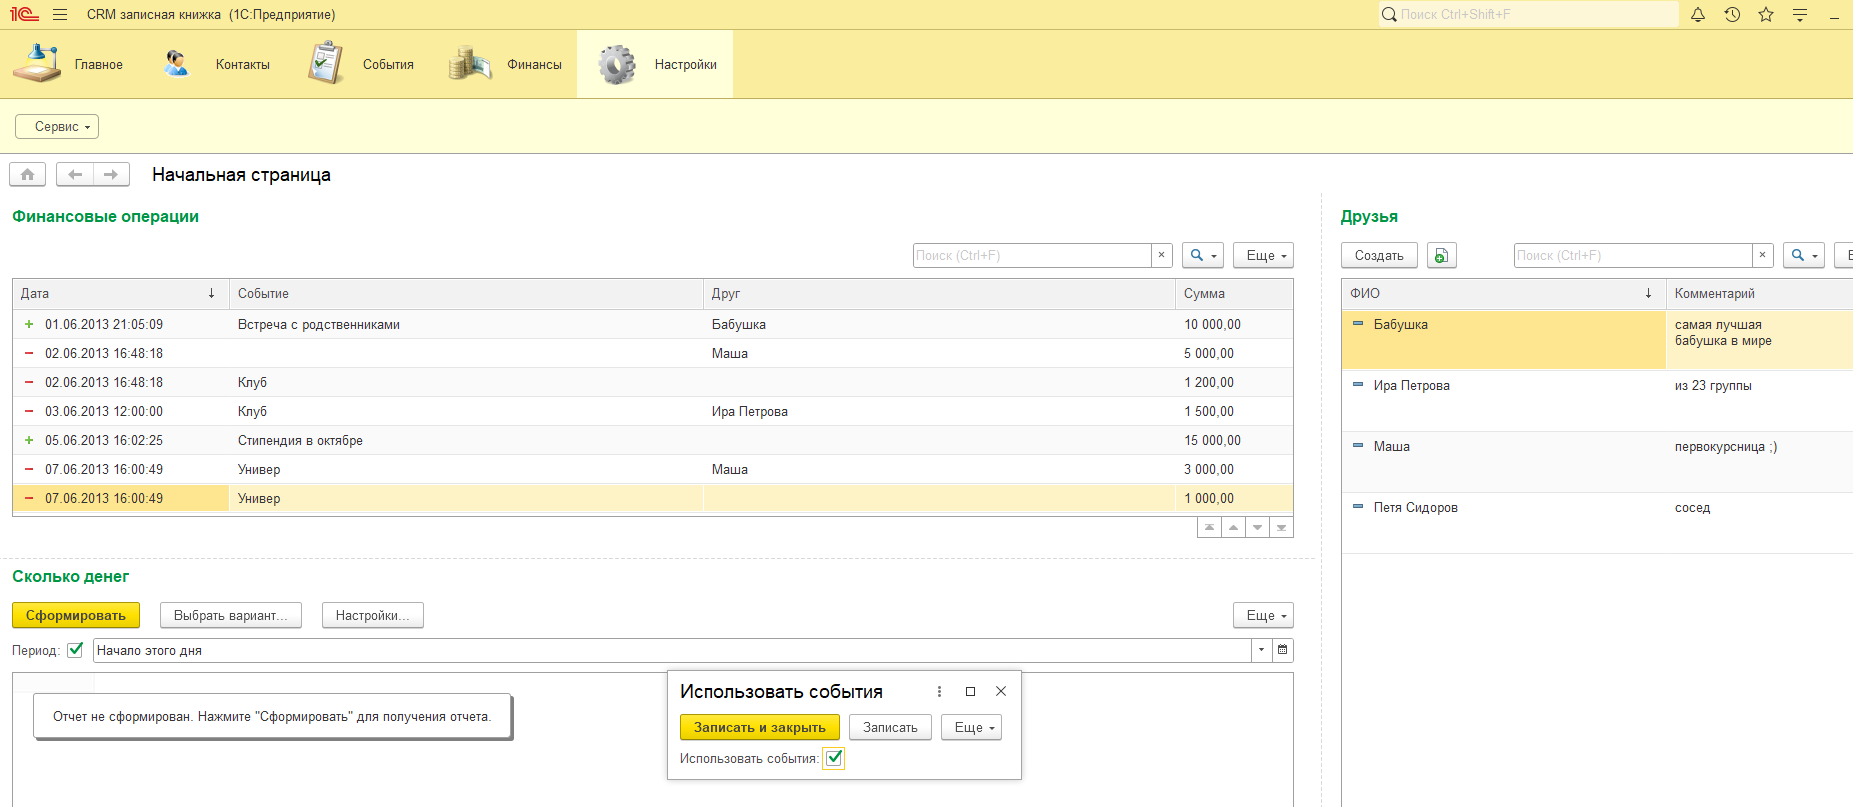 1С CRM записная книжка (1С:Предприятие) Поиск Ctrl+Shift+F
Главное Контакты События Финансы Настройки
Сервис
Начальная страница
Финансовые операции
Поиск (Ctrl+F) × Еще
Дата ↓ Событие Друг Сумма
+ 01.06.2013 21:05:09 Встреча с родственниками Бабушка 10 000,00
− 02.06.2013 16:48:18 Маша 5 000,00
− 02.06.2013 16:48:18 Клуб 1 200,00
− 03.06.2013 12:00:00 Клуб Ира Петрова 1 500,00
+ 05.06.2013 16:02:25 Стипендия в октябре 15 000,00
− 07.06.2013 16:00:49 Универ Маша 3 000,00
− 07.06.2013 16:00:49 Универ 1 000,00
Друзья
Создать Поиск (Ctrl+F) ×
ФИО ↓ Комментарий
Бабушка самая лучшая
бабушка в мире
Ира Петрова из 23 группы
Маша первокурсница ;)
Петя Сидоров сосед
Сколько денег
Сформировать Выбрать вариант... Настройки... Еще
Период: Начало этого дня
Отчет не сформирован. Нажмите "Сформировать" для получения отчета.
Использовать события
Записать и закрыть Записать Еще
Использовать события: